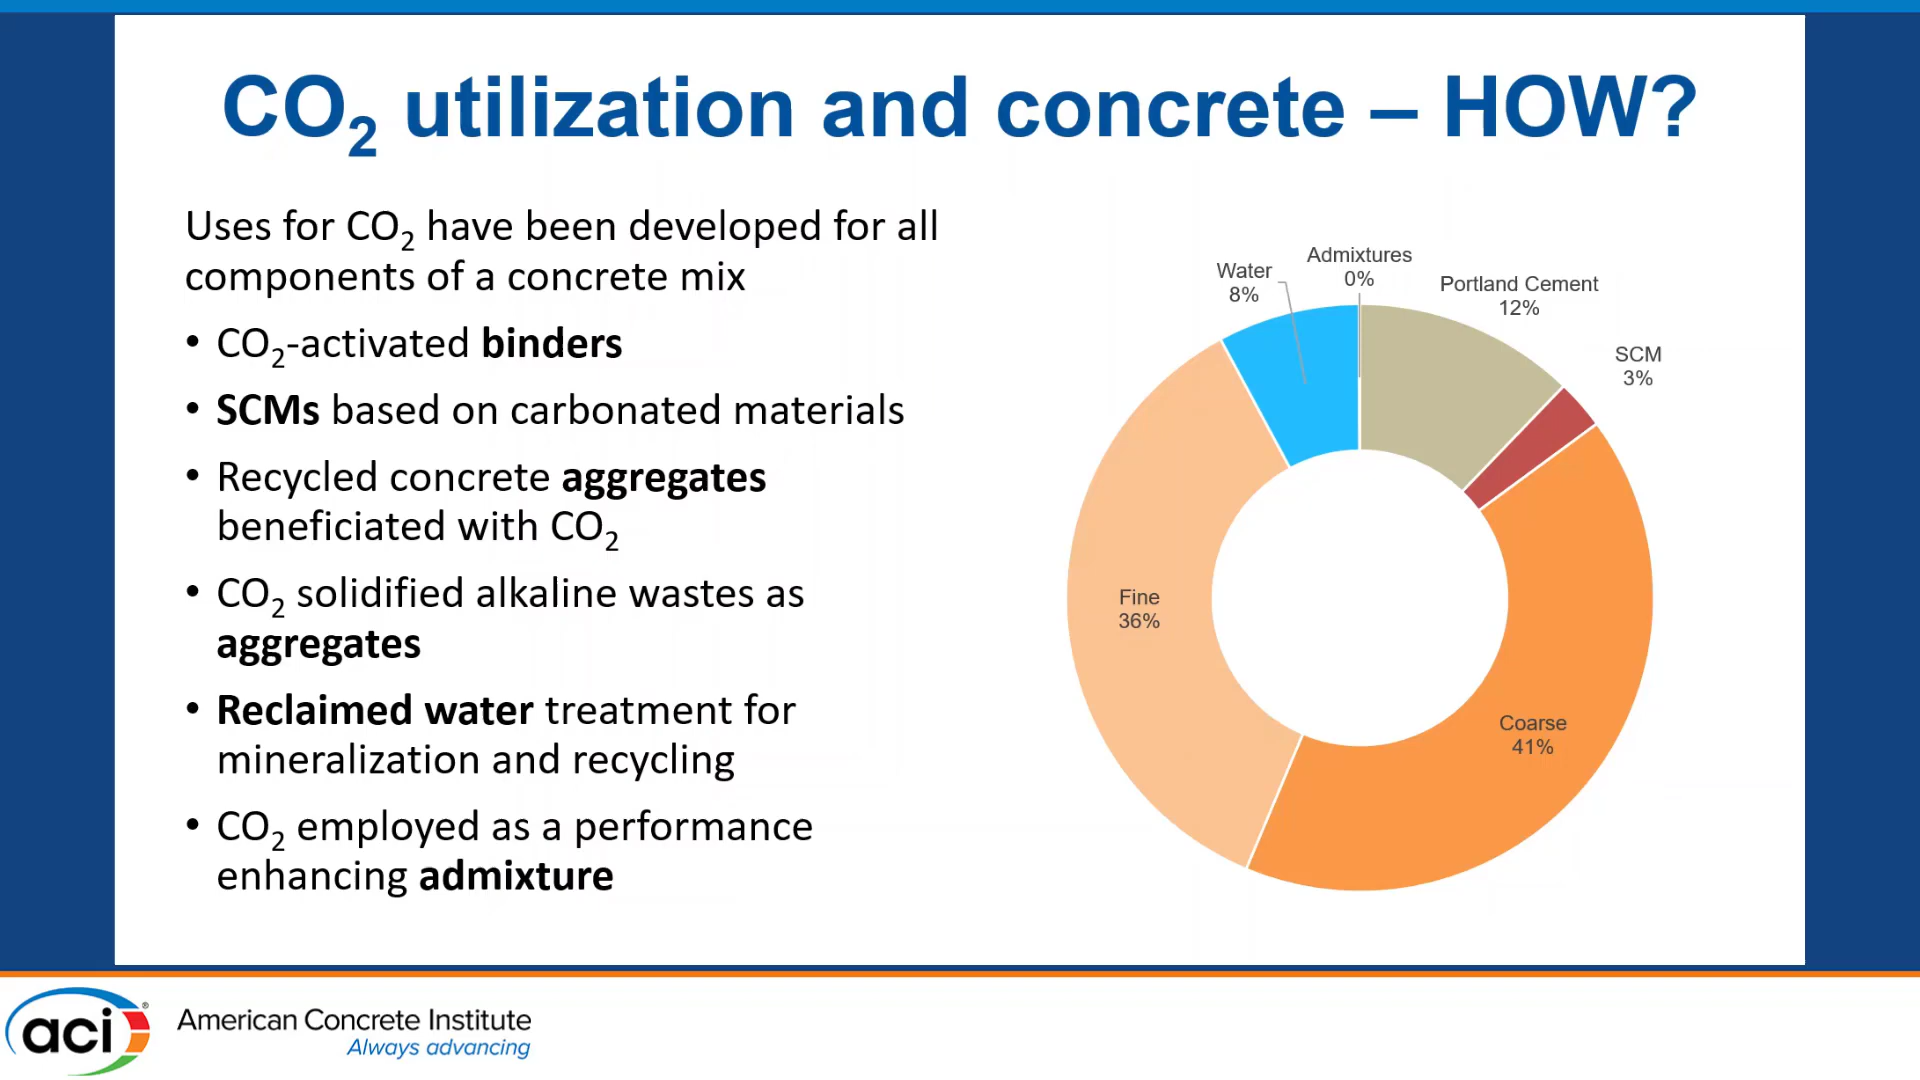 CO₂ utilization and concrete – HOW?
Uses for CO₂ have been developed for all
components of a concrete mix
• CO₂-activated binders
• SCMs based on carbonated materials
• Recycled concrete aggregates
beneficiated with CO₂
• CO₂ solidified alkaline wastes as
aggregates
• Reclaimed water treatment for
mineralization and recycling
• CO₂ employed as a performance
enhancing admixture
Water
8%
Admixtures
0%
Portland Cement
12%
SCM
3%
Fine
36%
Coarse
41%
aci®
American Concrete Institute
Always advancing